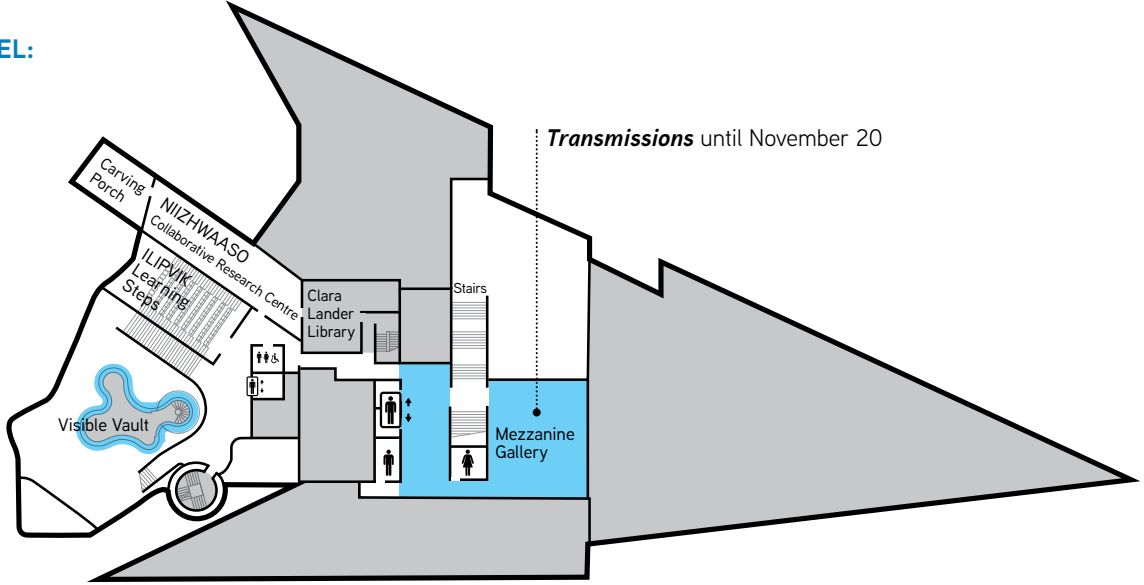 EL:
Transmissions until November 20
Carving
Porch
NIIZHWAASO
Collaborative Research Centre
ILIPVIK
Learning
Steps
Clara
Lander
Library
Stairs
Visible Vault
Mezzanine
Gallery